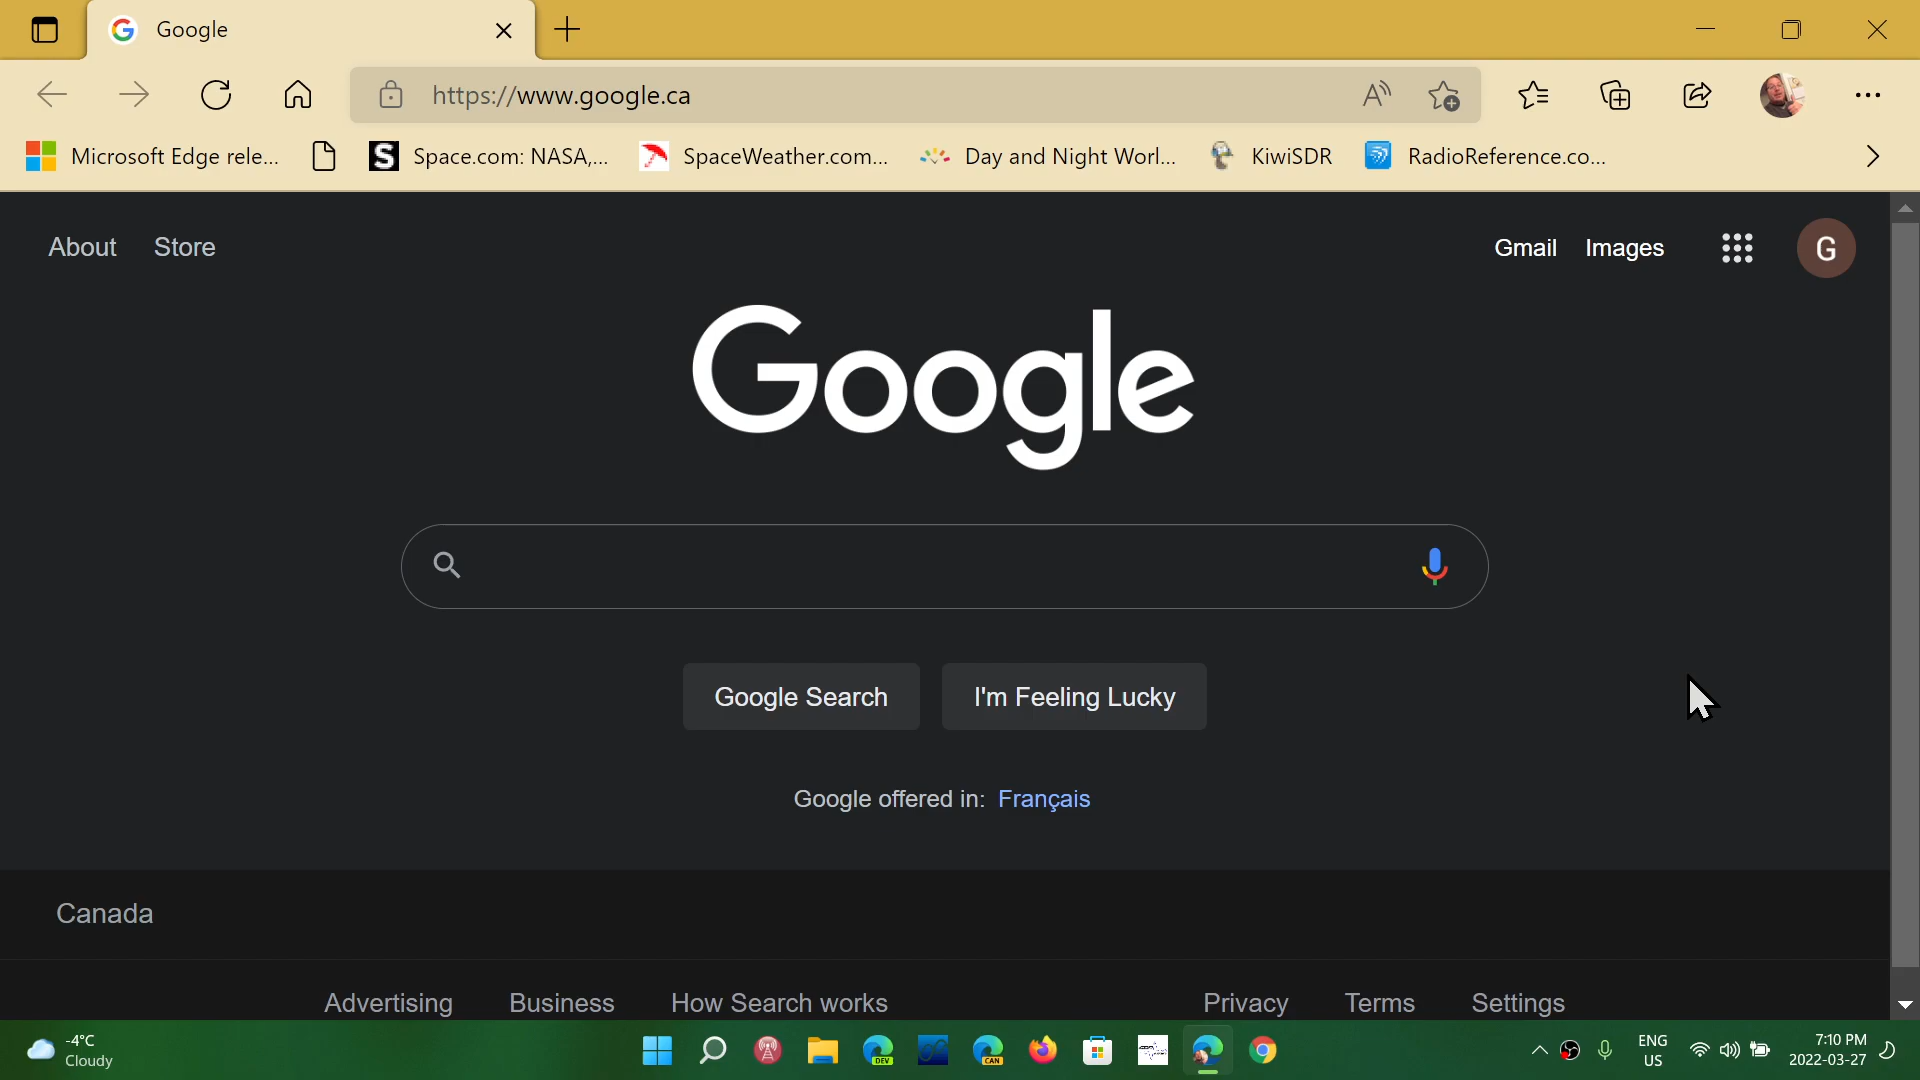 Google
https://www.google.ca
Microsoft Edge rele...
Space.com: NASA,...
SpaceWeather.com...
Day and Night Worl...
KiwiSDR
RadioReference.co...
About Store
Gmail Images
G
Google
Google Search
I'm Feeling Lucky
Google offered in: Français
Canada
Advertising Business How Search works
Privacy Terms Settings
-4°C
Cloudy
DEV
CAN
ENG
US
7:10 PM
2022-03-27